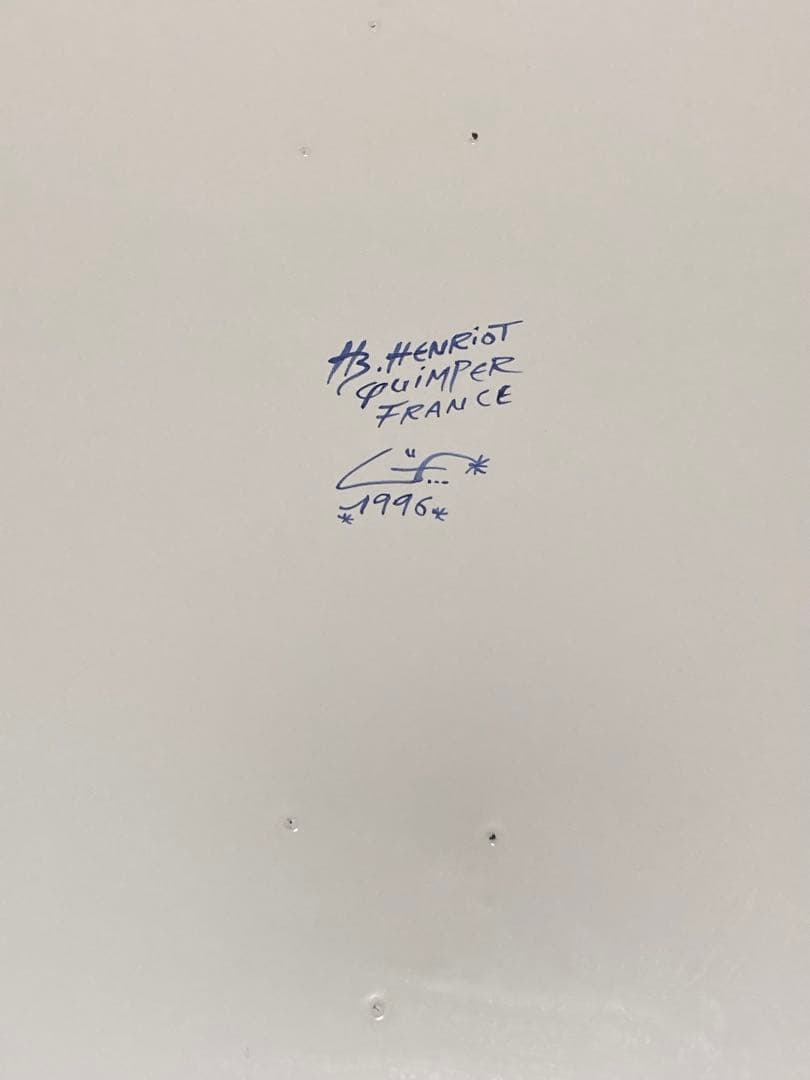 HB.HENRiOT
QUiMPER
FRANCE
*1996*